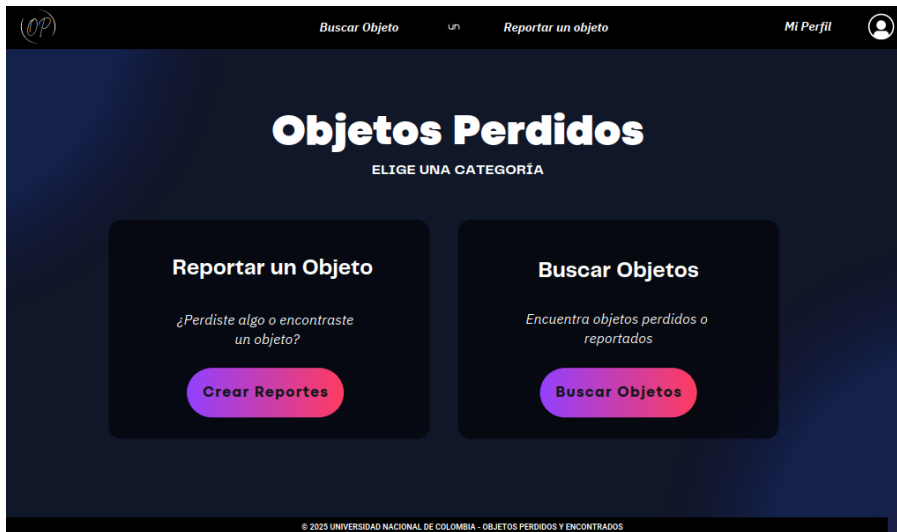 OP
Buscar Objeto un Reportar un objeto Mi Perfil
Objetos Perdidos
ELIGE UNA CATEGORÍA
Reportar un Objeto
¿Perdiste algo o encontraste
un objeto?
Crear Reportes
Buscar Objetos
Encuentra objetos perdidos o
reportados
Buscar Objetos
© 2025 UNIVERSIDAD NACIONAL DE COLOMBIA - OBJETOS PERDIDOS Y ENCONTRADOS